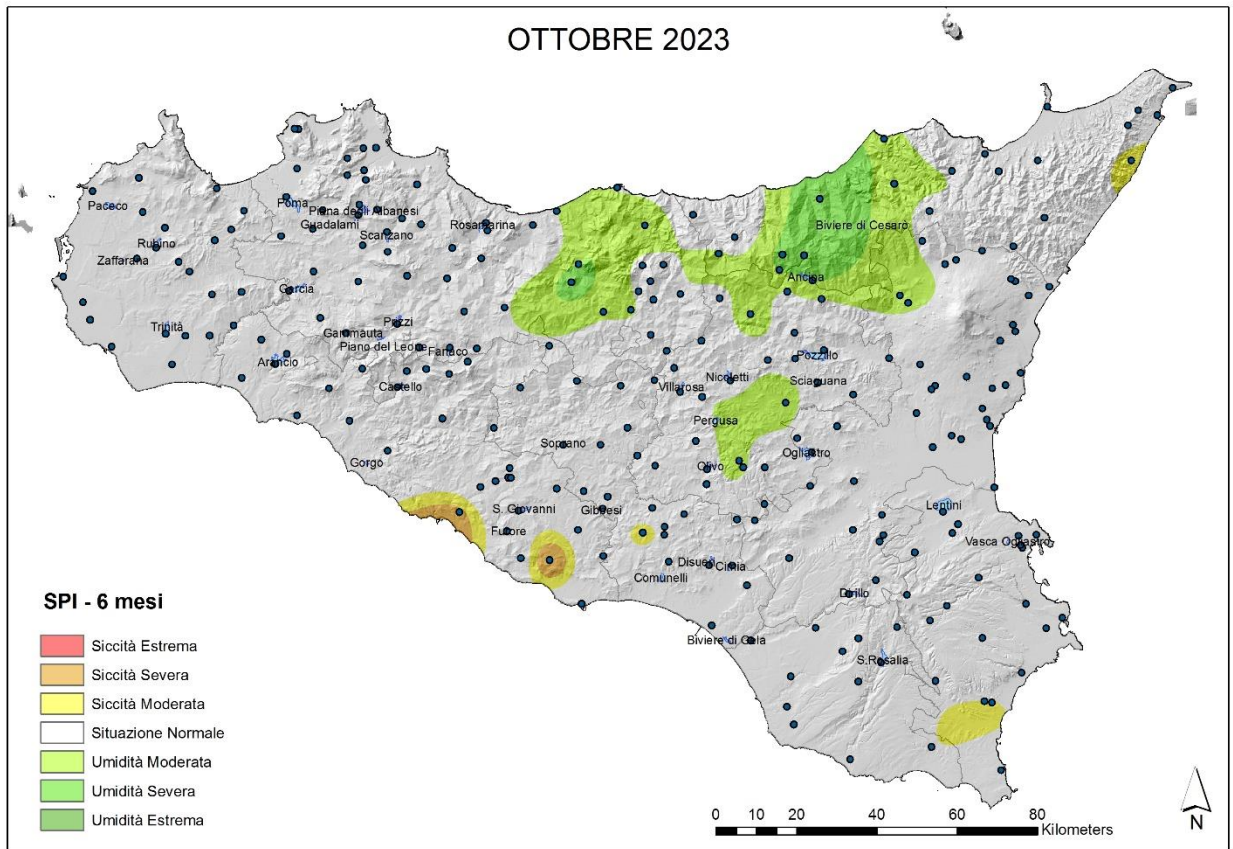 OTTOBRE 2023
Paceco
Poma
Piana degli Albanesi
Guadalami
Scanzano
Rosamarina
Rubino
Zaffarana
Biviere di Cesarò
Ancipa
Garcia
Trinità
Prizzi
Gammauta
Piano del Leone
Fanaco
Arancio
Castello
Pozzillo
Nicoletti
Sciaguana
Villarosa
Pergusa
Soprano
Gorgo
Olivo
Ogliastro
S. Giovanni
Gibbesi
Furore
Lentini
Vasca Ogliastro
Disueri
Cimia
Comunelli
Dirillo
Biviere di Gela
S.Rosalia
SPI - 6 mesi
Siccità Estrema
Siccità Severa
Siccità Moderata
Situazione Normale
Umidità Moderata
Umidità Severa
Umidità Estrema
0 10 20 40 60 80
Kilometers
N